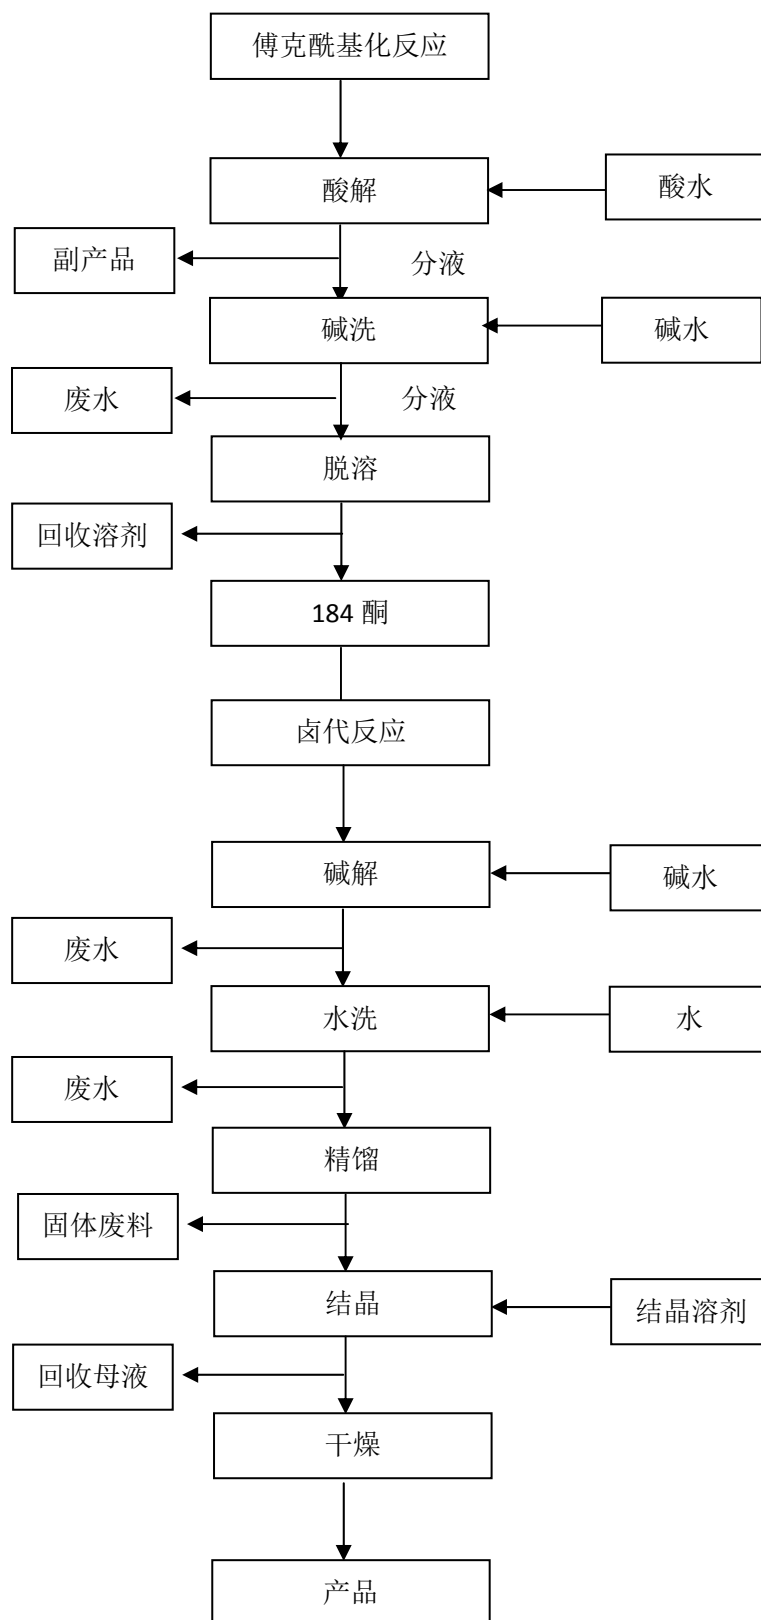 傅克酰基化反应
酸解
酸水
副产品
分液
碱洗
碱水
废水
分液
脱溶
回收溶剂
184 酮
卤代反应
碱解
碱水
废水
水洗
水
废水
精馏
固体废料
结晶
结晶溶剂
回收母液
干燥
产品